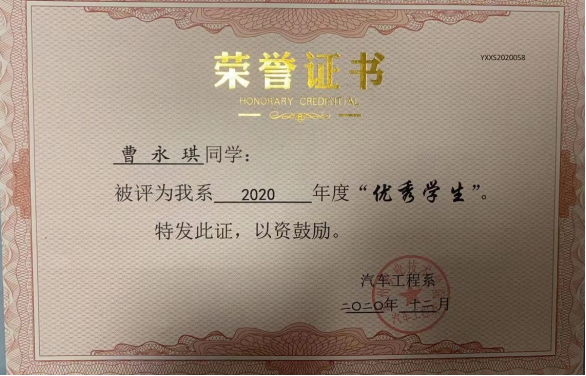 YXXS2020058
荣誉证书
HONORARY CREDENTIAL
曹永琪同学：
被评为我系 2020 年度“优秀学生”。
特发此证，以资鼓励。
汽车工程系
二〇二〇年 十二月